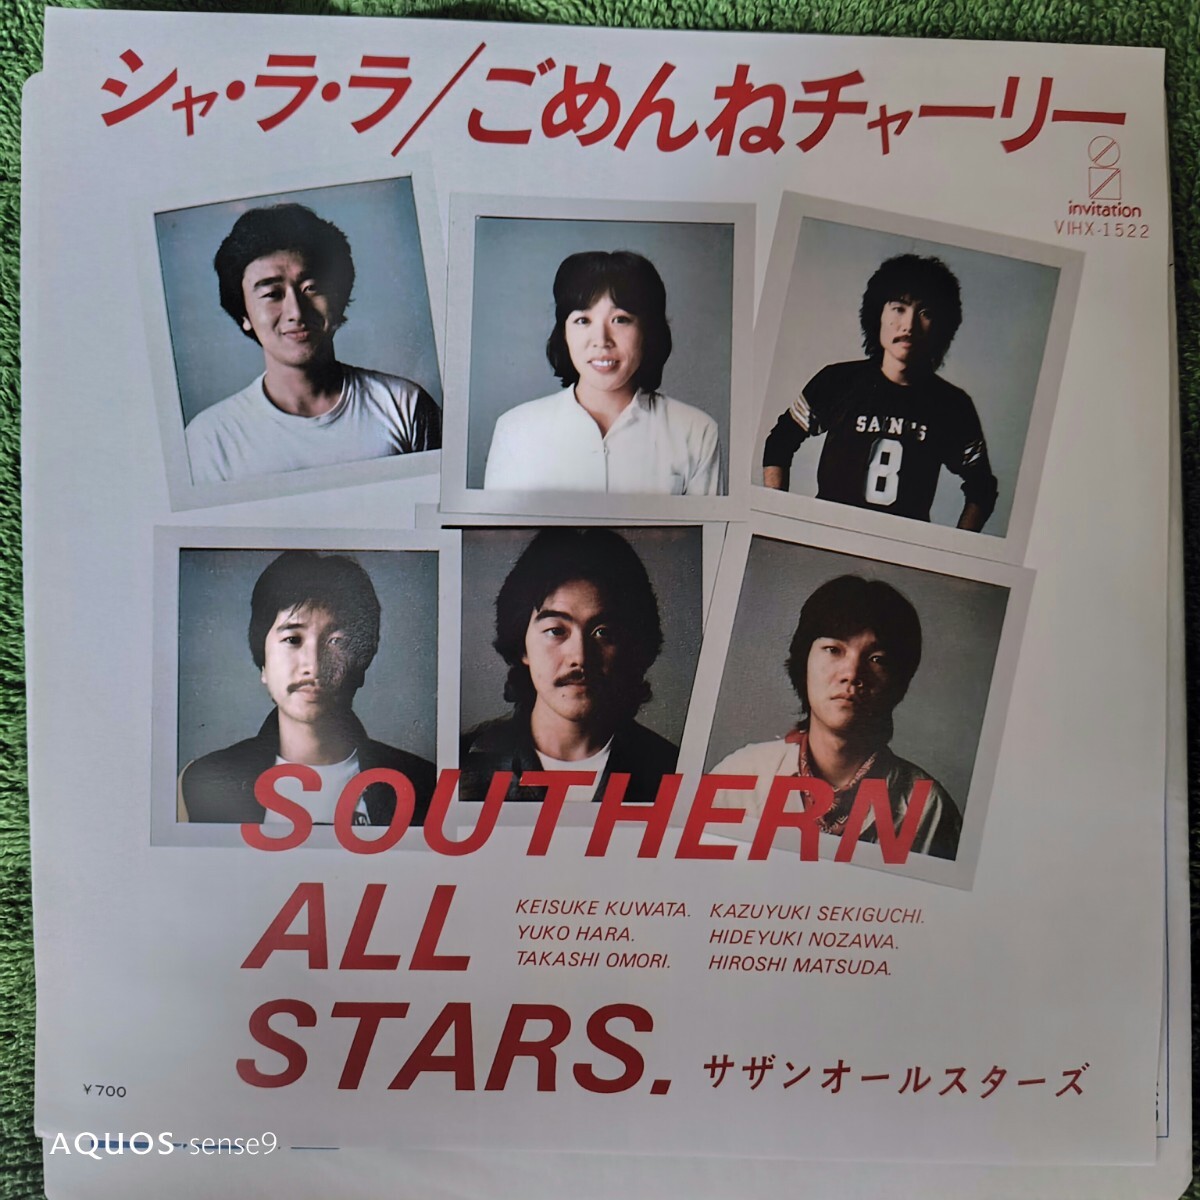 シャ・ラ・ラ/ごめんねチャーリー
invitation
VIHX-1522
SAIN'S
8
SOUTHERN
ALL
STARS.
KEISUKE KUWATA. KAZUYUKI SEKIGUCHI.
YUKO HARA. HIDEYUKI NOZAWA.
TAKASHI OMORI. HIROSHI MATSUDA.
サザンオールスターズ
¥700
AQUOS sense9